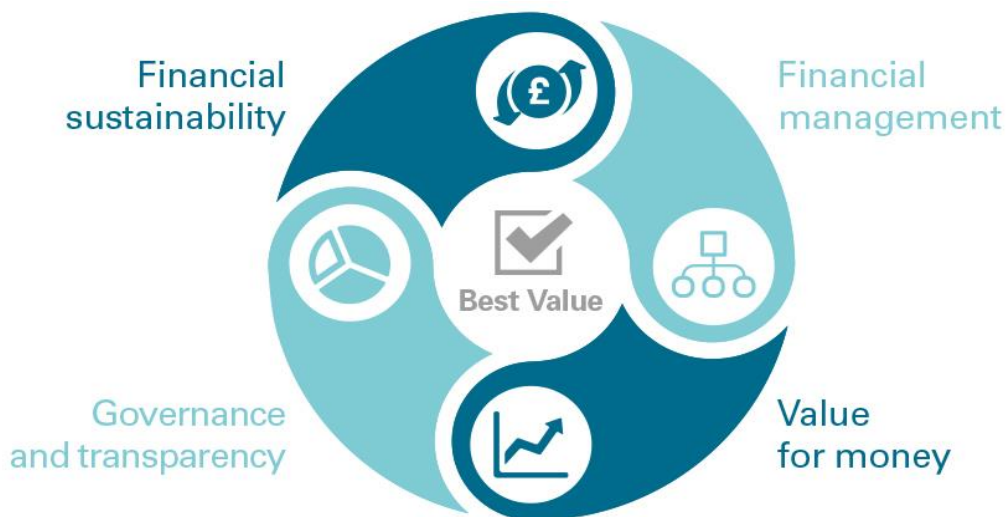 Financial
sustainability
£
Financial
management
Best Value
Governance
and transparency
Value
for money